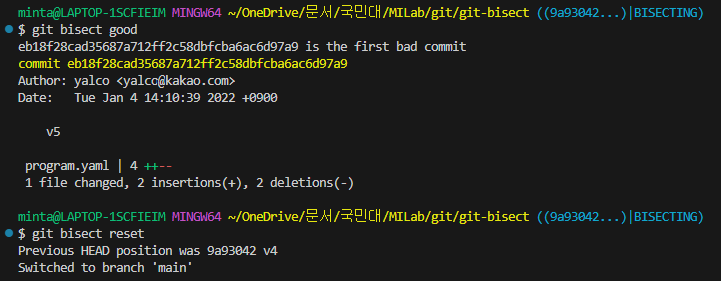 minta@LAPTOP-1SCFIEIM MINGW64 ~/OneDrive/문서/국민대/MILab/git/git-bisect ((9a93042...)|BISECTING)
$ git bisect good
eb18f28cad35687a712ff2c58dbfcba6ac6d97a9 is the first bad commit
commit eb18f28cad35687a712ff2c58dbfcba6ac6d97a9
Author: yalco <yalco@kakao.com>
Date:   Tue Jan 4 14:10:39 2022 +0900
v5
program.yaml | 4 ++--
1 file changed, 2 insertions(+), 2 deletions(-)
minta@LAPTOP-1SCFIEIM MINGW64 ~/OneDrive/문서/국민대/MILab/git/git-bisect ((9a93042...)|BISECTING)
$ git bisect reset
Previous HEAD position was 9a93042 v4
Switched to branch 'main'